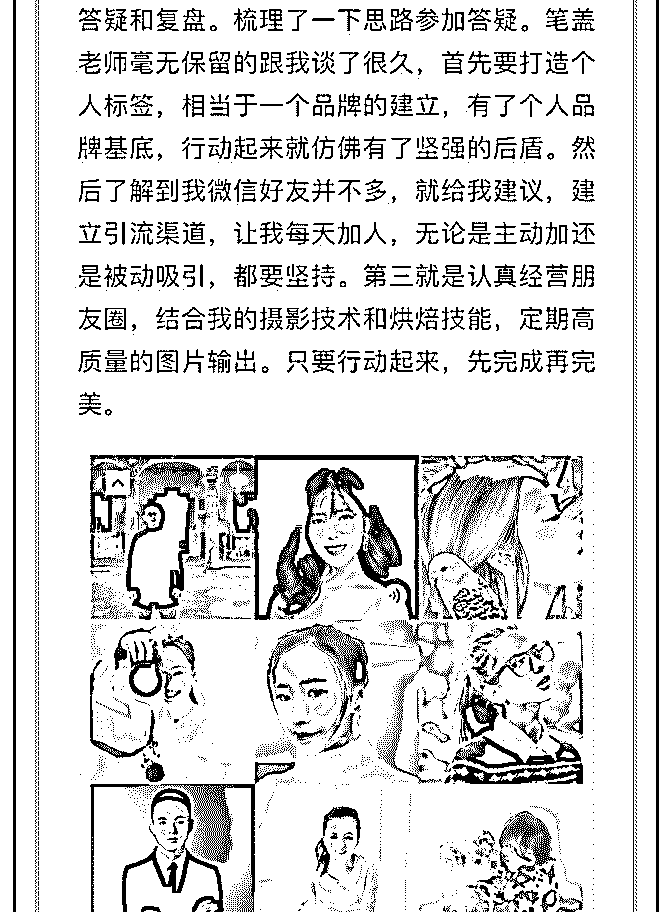 答疑和复盘。梳理了一下思路参加答疑。笔盖
老师毫无保留的跟我谈了很久，首先要打造个
人标签，相当于一个品牌的建立，有了个人品
牌基底，行动起来就仿佛有了坚强的后盾。然
后了解到我微信好友并不多，就给我建议，建
立引流渠道，让我每天加人，无论是主动加还
是被动吸引，都要坚持。第三就是认真经营朋
友圈，结合我的摄影技术和烘焙技能，定期高
质量的图片输出。只要行动起来，先完成再完
美。